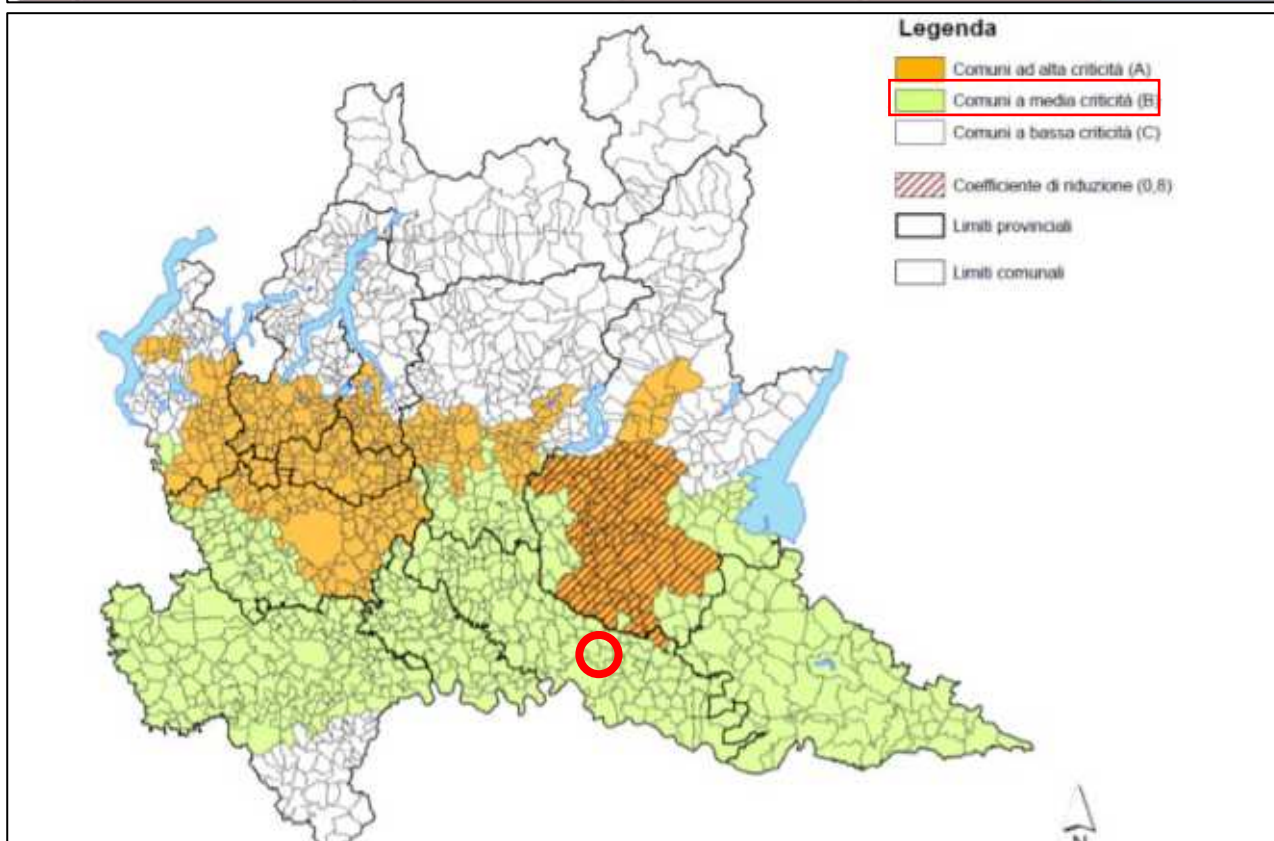 Legenda
Comuni ad alta criticità (A)
Comuni a media criticità (B)
Comuni a bassa criticità (C)
Coefficiente di riduzione (0,8)
Limiti provinciali
Limiti comunali
N